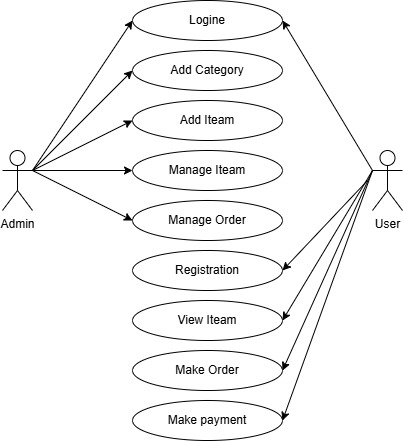 Logine
Add Category
Add Iteam
Manage Iteam
Admin
Manage Order
User
Registration
View Iteam
Make Order
Make payment